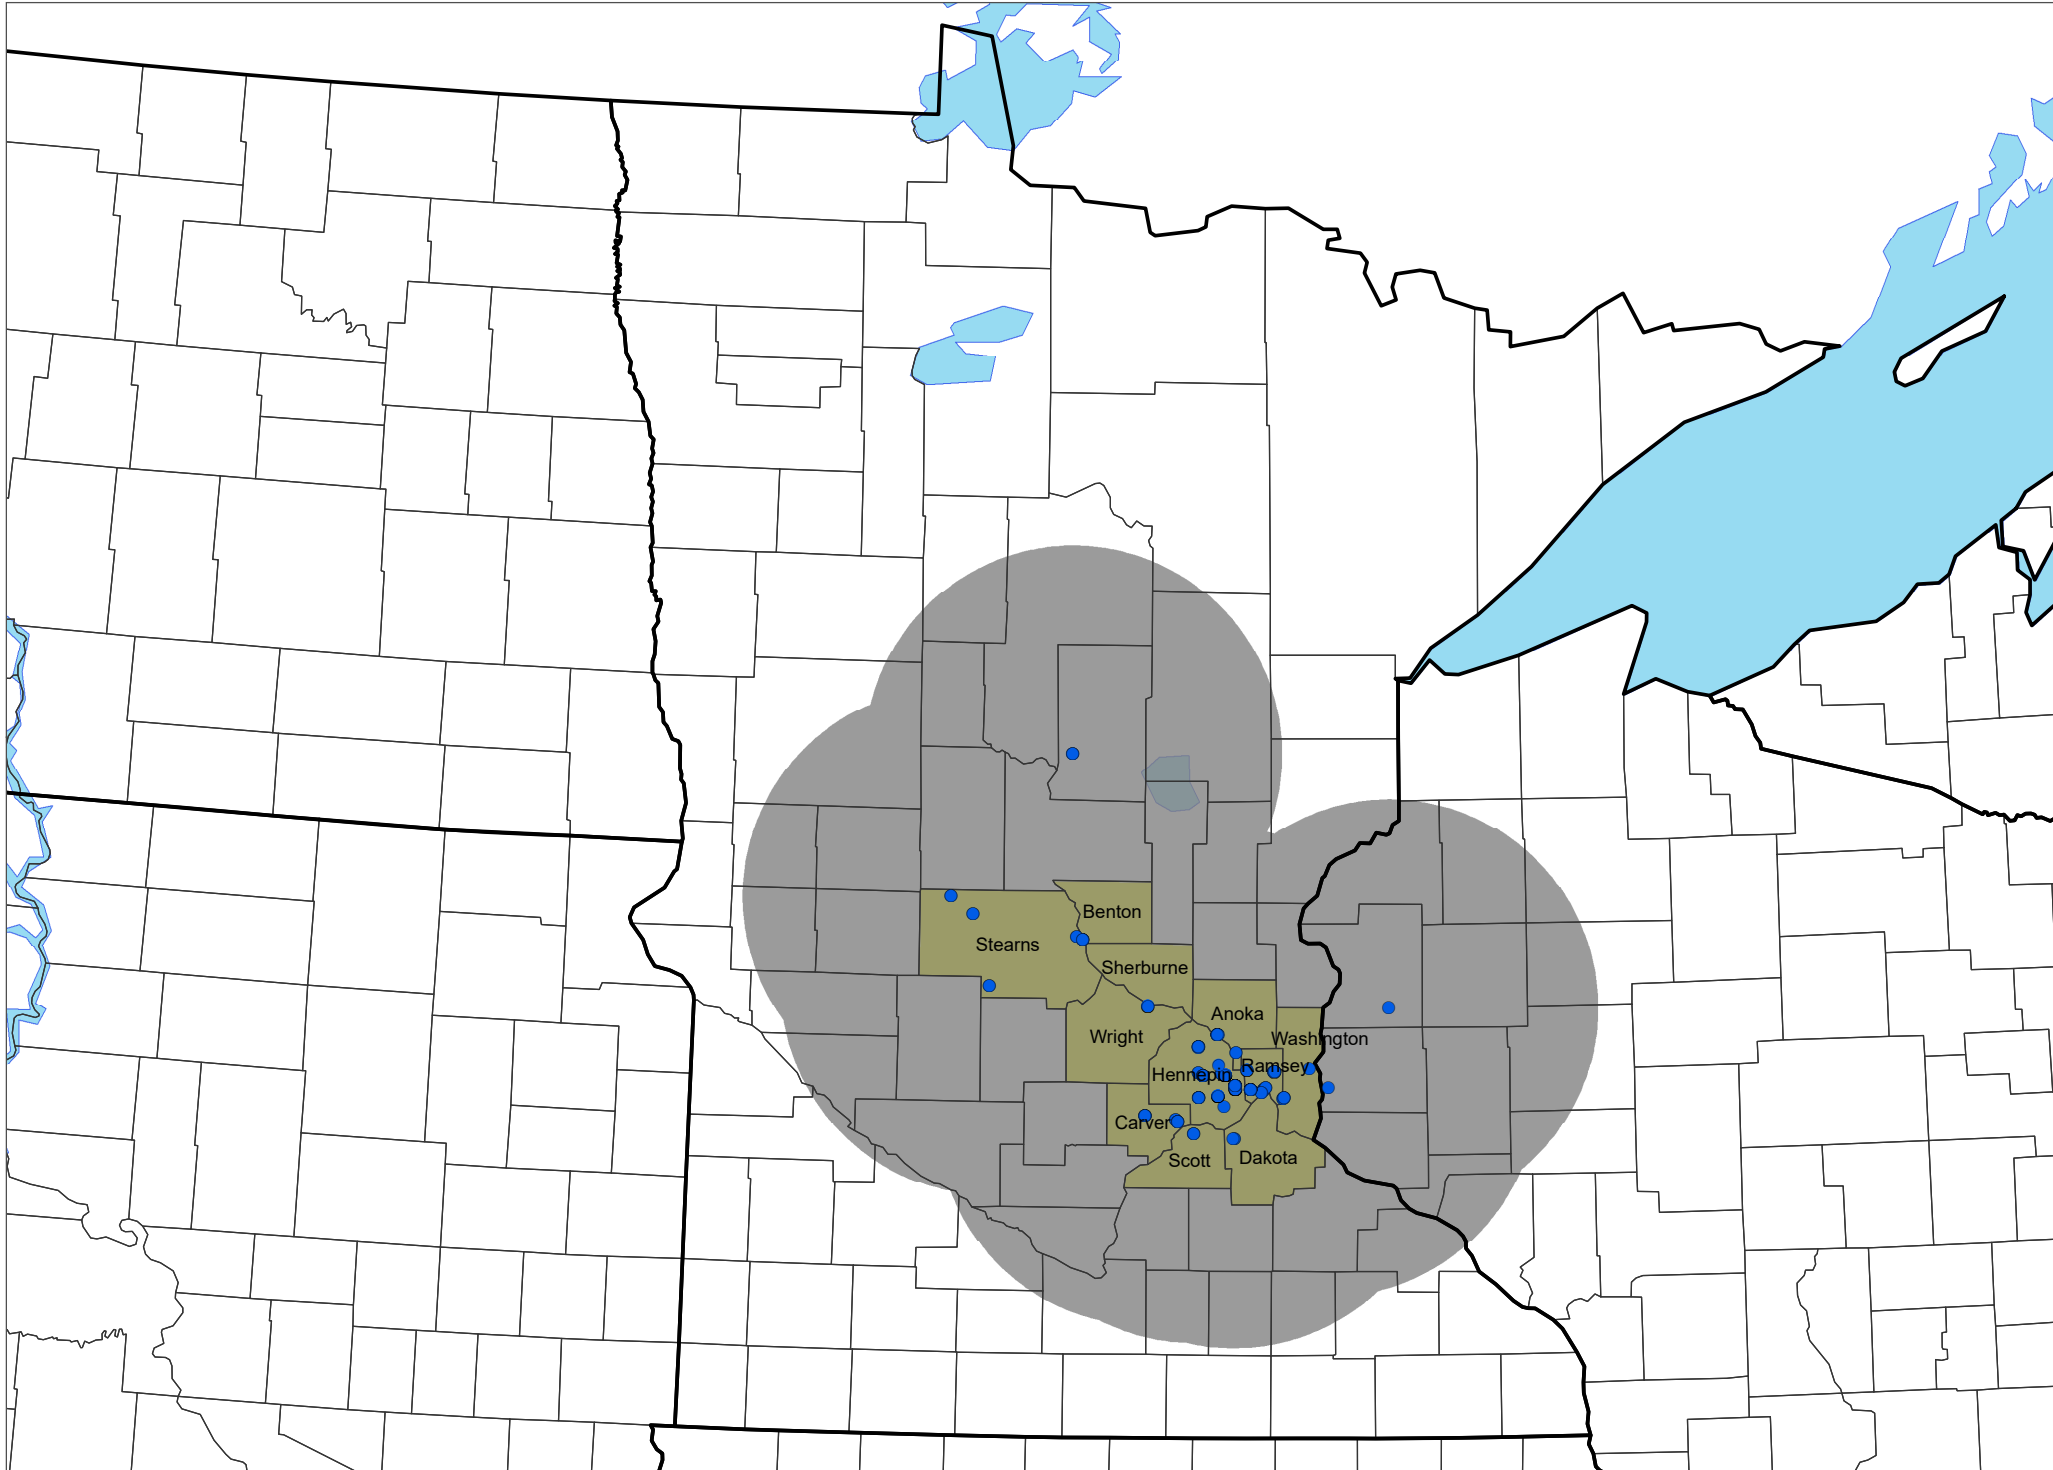 Benton
Stearns
Sherburne
Anoka
Wright
Washington
Ramsey
Hennepin
Carver
Scott
Dakota